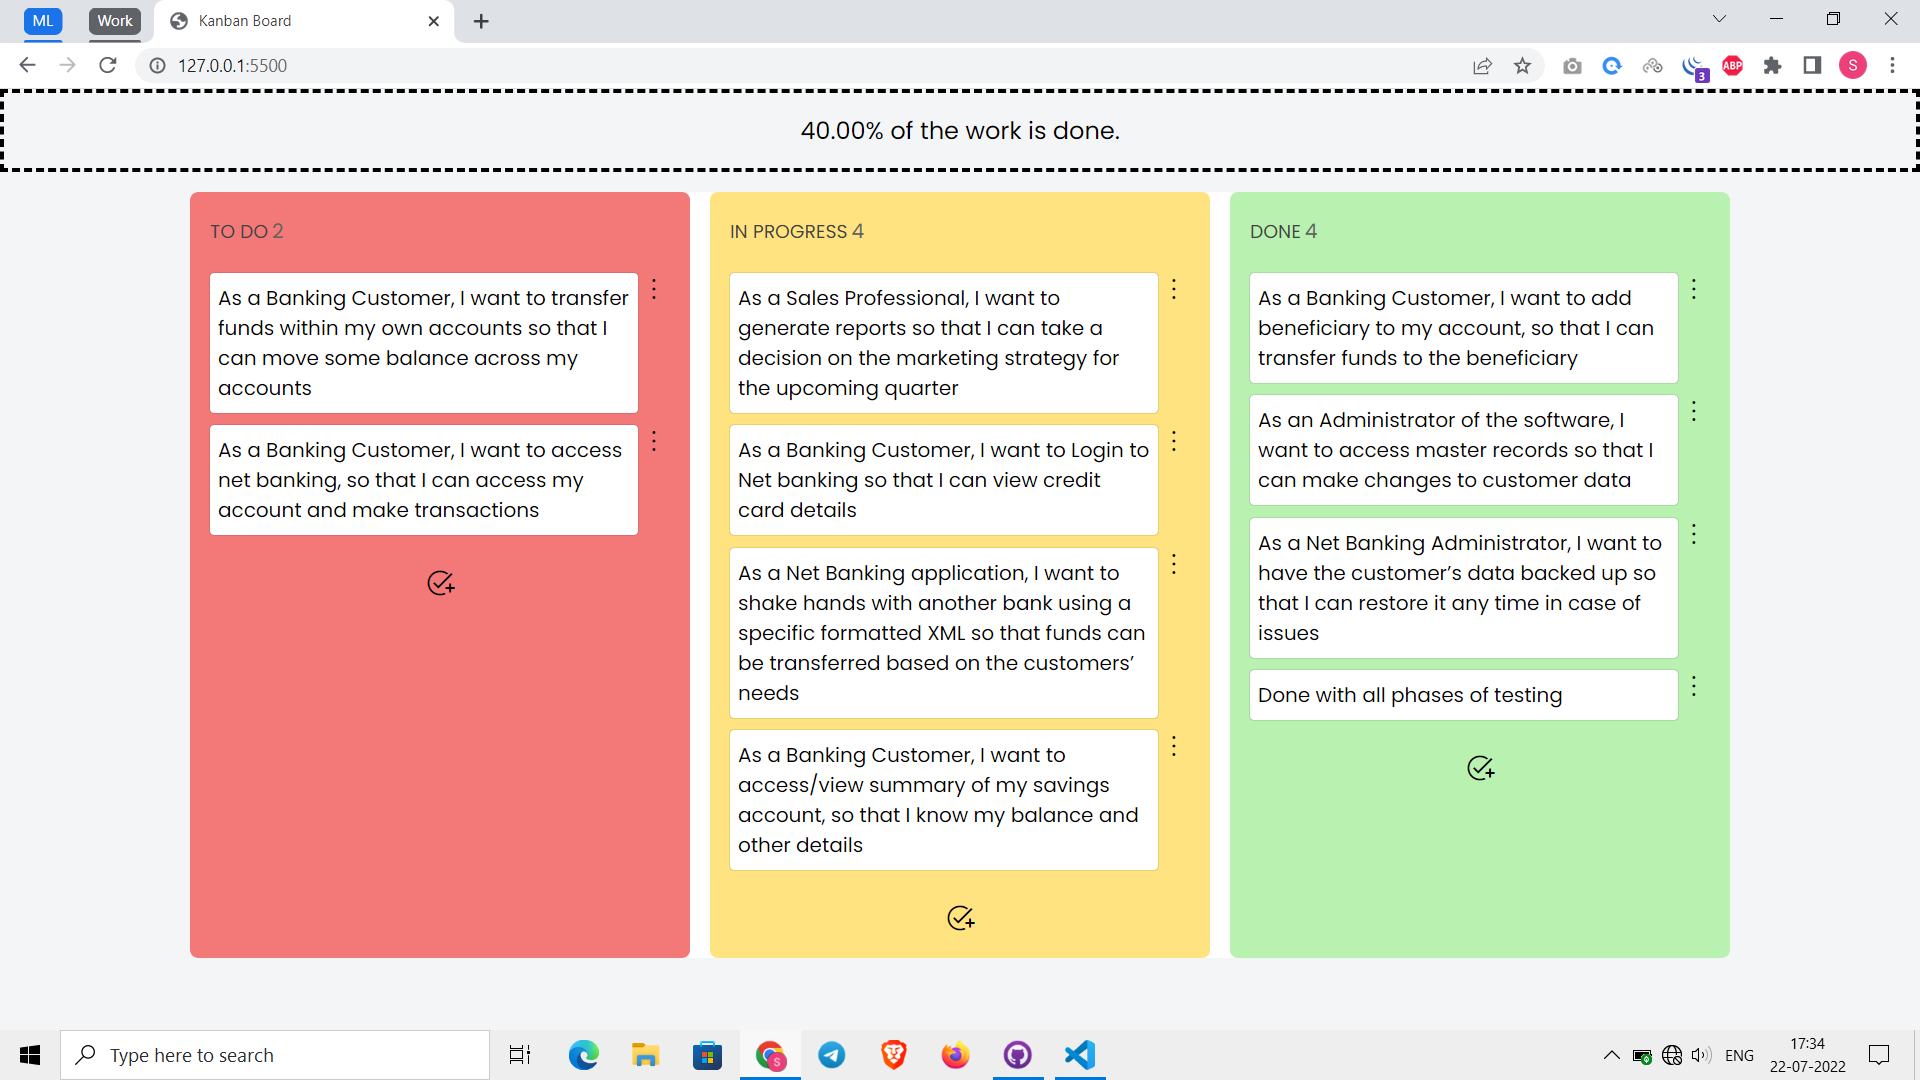 ML
Work
Kanban Board
127.0.0.1:5500
3
ABP
S
40.00% of the work is done.
TO DO 2
As a Banking Customer, I want to transfer
funds within my own accounts so that I
can move some balance across my
accounts
As a Banking Customer, I want to access
net banking, so that I can access my
account and make transactions
IN PROGRESS 4
As a Sales Professional, I want to
generate reports so that I can take a
decision on the marketing strategy for
the upcoming quarter
As a Banking Customer, I want to Login to
Net banking so that I can view credit
card details
As a Net Banking application, I want to
shake hands with another bank using a
specific formatted XML so that funds can
be transferred based on the customers’
needs
As a Banking Customer, I want to
access/view summary of my savings
account, so that I know my balance and
other details
DONE 4
As a Banking Customer, I want to add
beneficiary to my account, so that I can
transfer funds to the beneficiary
As an Administrator of the software, I
want to access master records so that I
can make changes to customer data
As a Net Banking Administrator, I want to
have the customer’s data backed up so
that I can restore it any time in case of
issues
Done with all phases of testing
Type here to search
S
ENG
17:34
22-07-2022